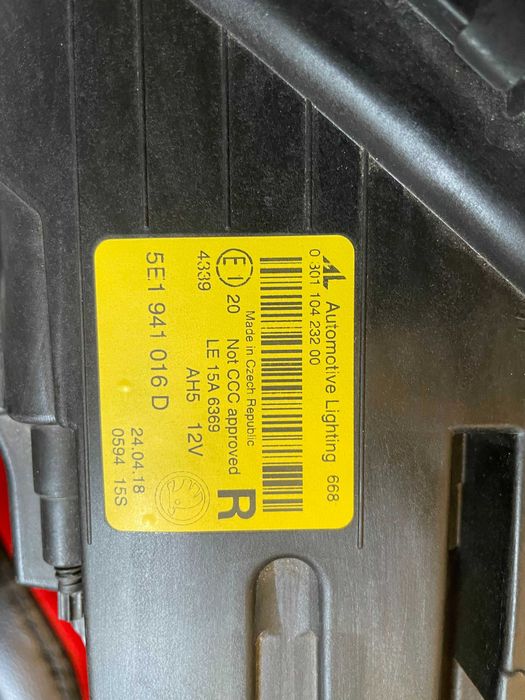 AL Automotive Lighting 668
0 301 104 232 00
Made in Czech Republic
E1 20 Not CCC approved R
4339 LE 15A 6369
AH5 12V
5E1 941 016 D 24.04.18
0594 15S